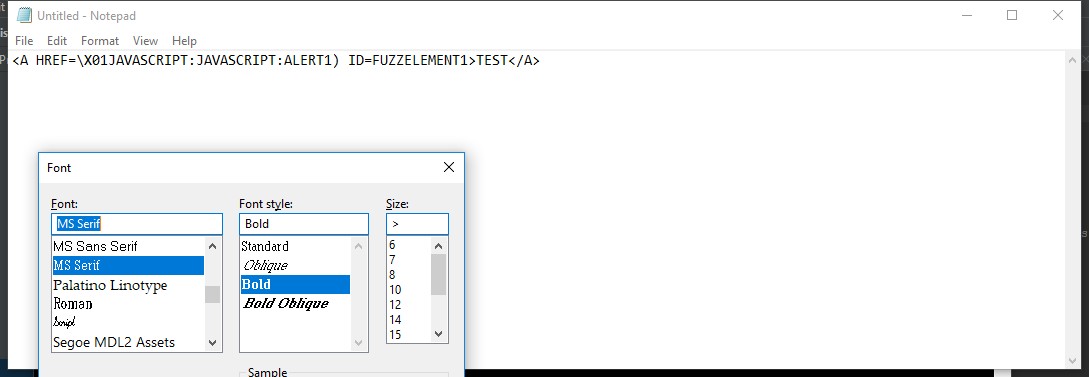 Untitled - Notepad
File Edit Format View Help
<A HREF=\X01JAVASCRIPT:JAVASCRIPT:ALERT1) ID=FUZZELEMENT1>TEST</A>
Font
Font: Font style: Size:
MS Serif Bold >
MS Sans Serif Standard 6
MS Serif Oblique 7
Palatino Linotype Bold 8
Roman Bold Oblique 10
Script 12
Segoe MDL2 Assets 14
15
Sample